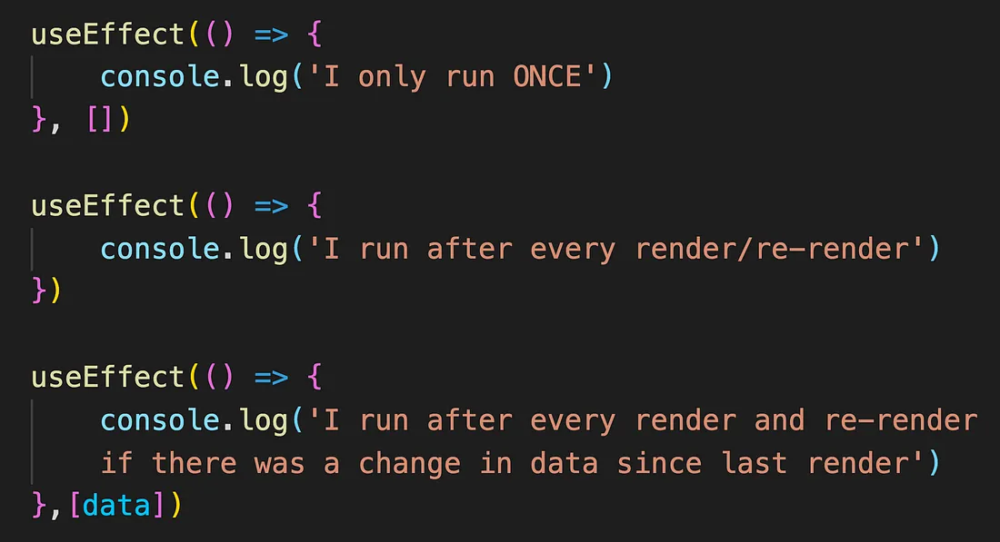 useEffect(() => {
    console.log('I only run ONCE')
}, [])
useEffect(() => {
    console.log('I run after every render/re-render')
})
useEffect(() => {
    console.log('I run after every render and re-render
    if there was a change in data since last render')
},[data])